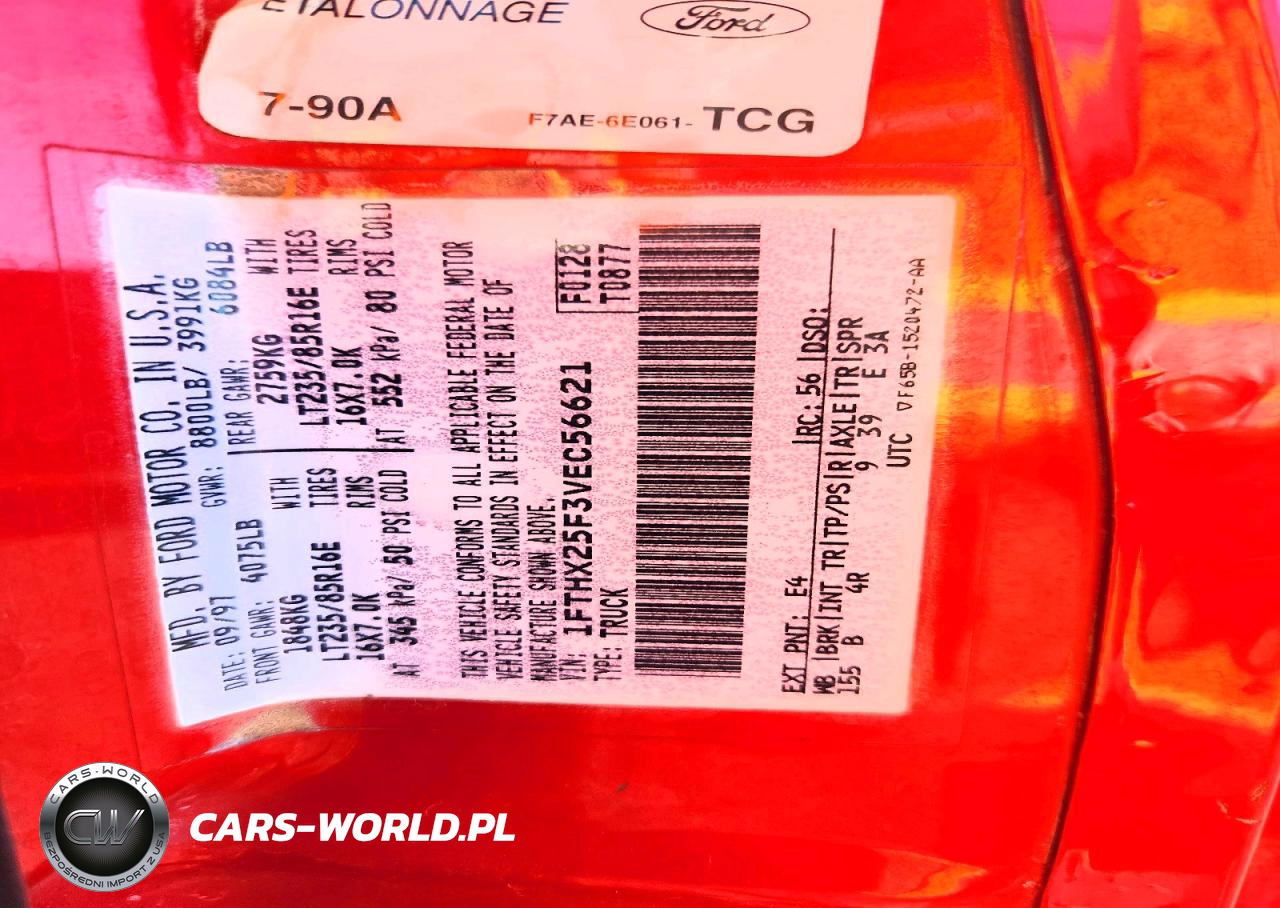 ETALONNAGE
Ford
7-90A
F7AE-6E061- TCG
MFD. BY FORD MOTOR CO. IN U.S.A.
DATE: 09/97 GVWR: 8800LB/ 3991KG
FRONT GAWR: 4075LB REAR GAWR: 6084LB
1848KG WITH 2759KG WITH
LT235/85R16E TIRES LT235/85R16E TIRES
16X7.0K RIMS 16X7.0K RIMS
AT 345 kPa/ 50 PSI COLD AT 552 kPa/ 80 PSI COLD
THIS VEHICLE CONFORMS TO ALL APPLICABLE FEDERAL MOTOR
VEHICLE SAFETY STANDARDS IN EFFECT ON THE DATE OF
MANUFACTURE SHOWN ABOVE.
VIN: 1FTHX25F3VEC56621 F0128
TYPE: TRUCK T0877
EXT PNT: E4 RC: 56 DSO:
WB BRK INT TR TP/PS R AXLE TR SPR
155 B 4R 9 39 E 3A
UTC ▽F65B-1520472-AA
CARS-WORLD
CW
BEZPOŚREDNI IMPORT Z USA
CARS-WORLD.PL